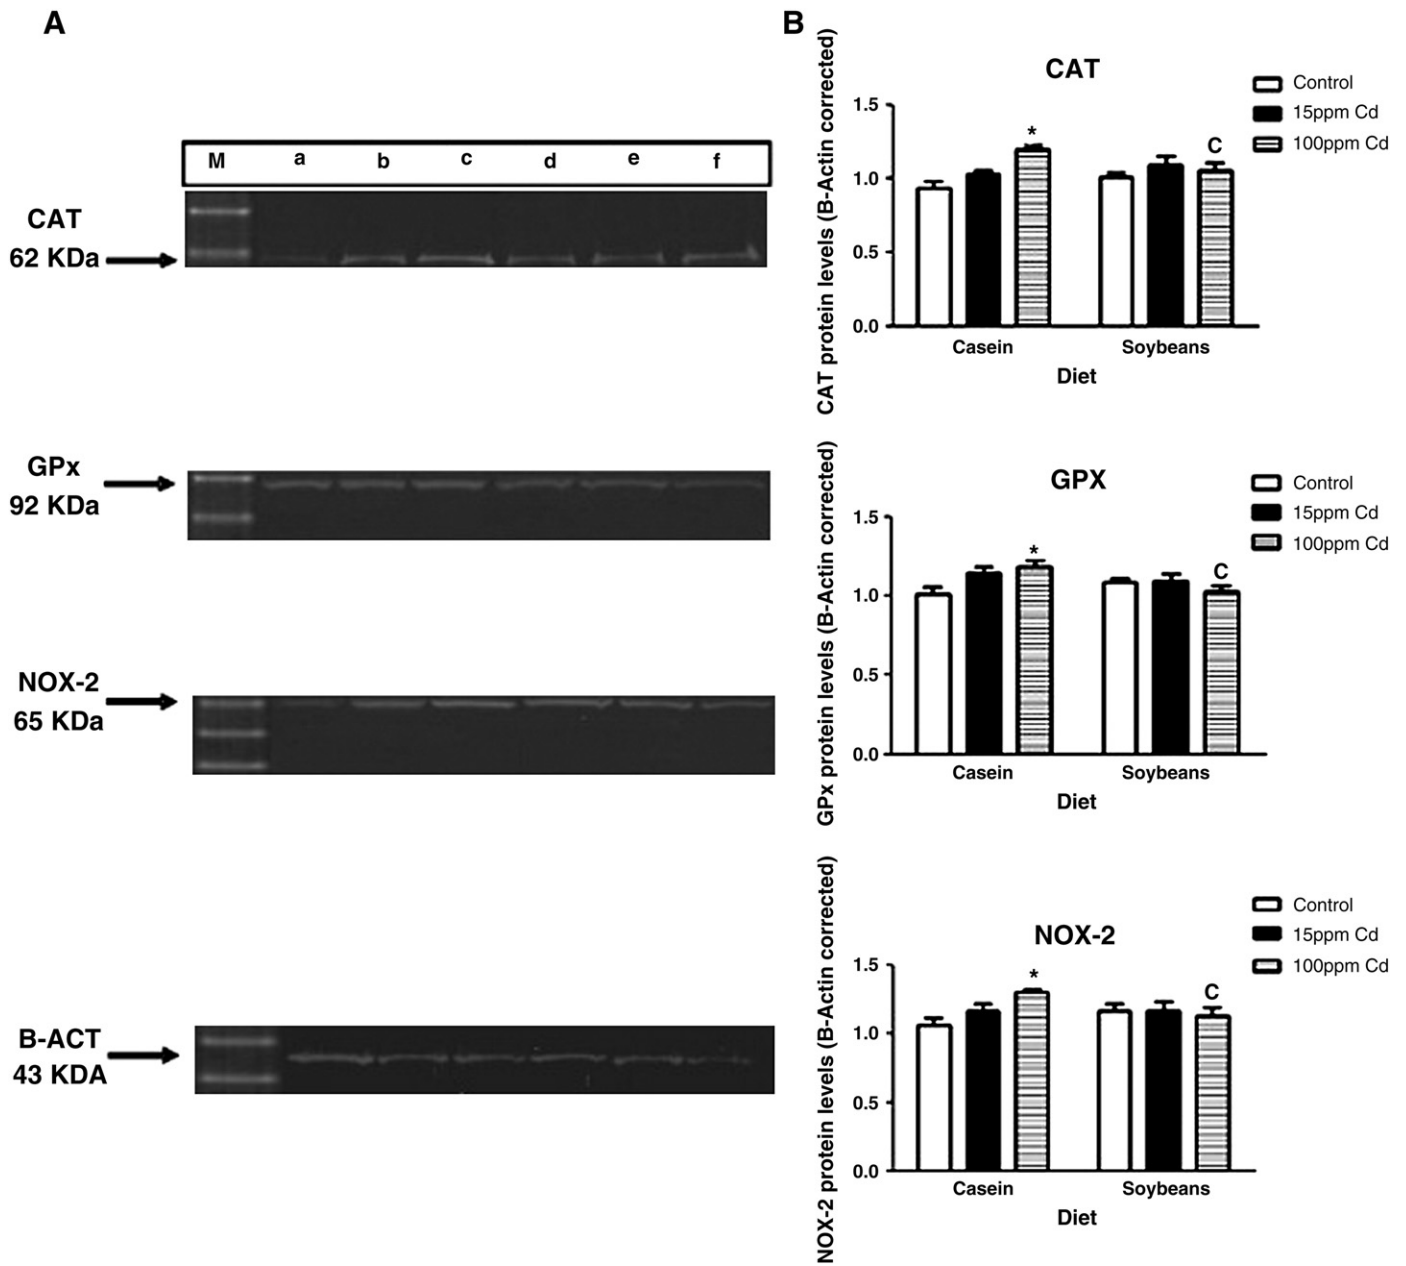 A
M a b c d e f
CAT
62 KDa
GPx
92 KDa
NOX-2
65 KDa
B-ACT
43 KDA
B
CAT
CAT protein levels (B-Actin corrected)
*
C
1.5
1.0
0.5
0.0
Casein Soybeans
Diet
Control
15ppm Cd
100ppm Cd
GPX
GPx protein levels (B-Actin corrected)
*
C
1.5
1.0
0.5
0.0
Casein Soybeans
Diet
Control
15ppm Cd
100ppm Cd
NOX-2
NOX-2 protein levels (B-Actin corrected)
*
C
1.5
1.0
0.5
0.0
Casein Soybeans
Diet
Control
15ppm Cd
100ppm Cd